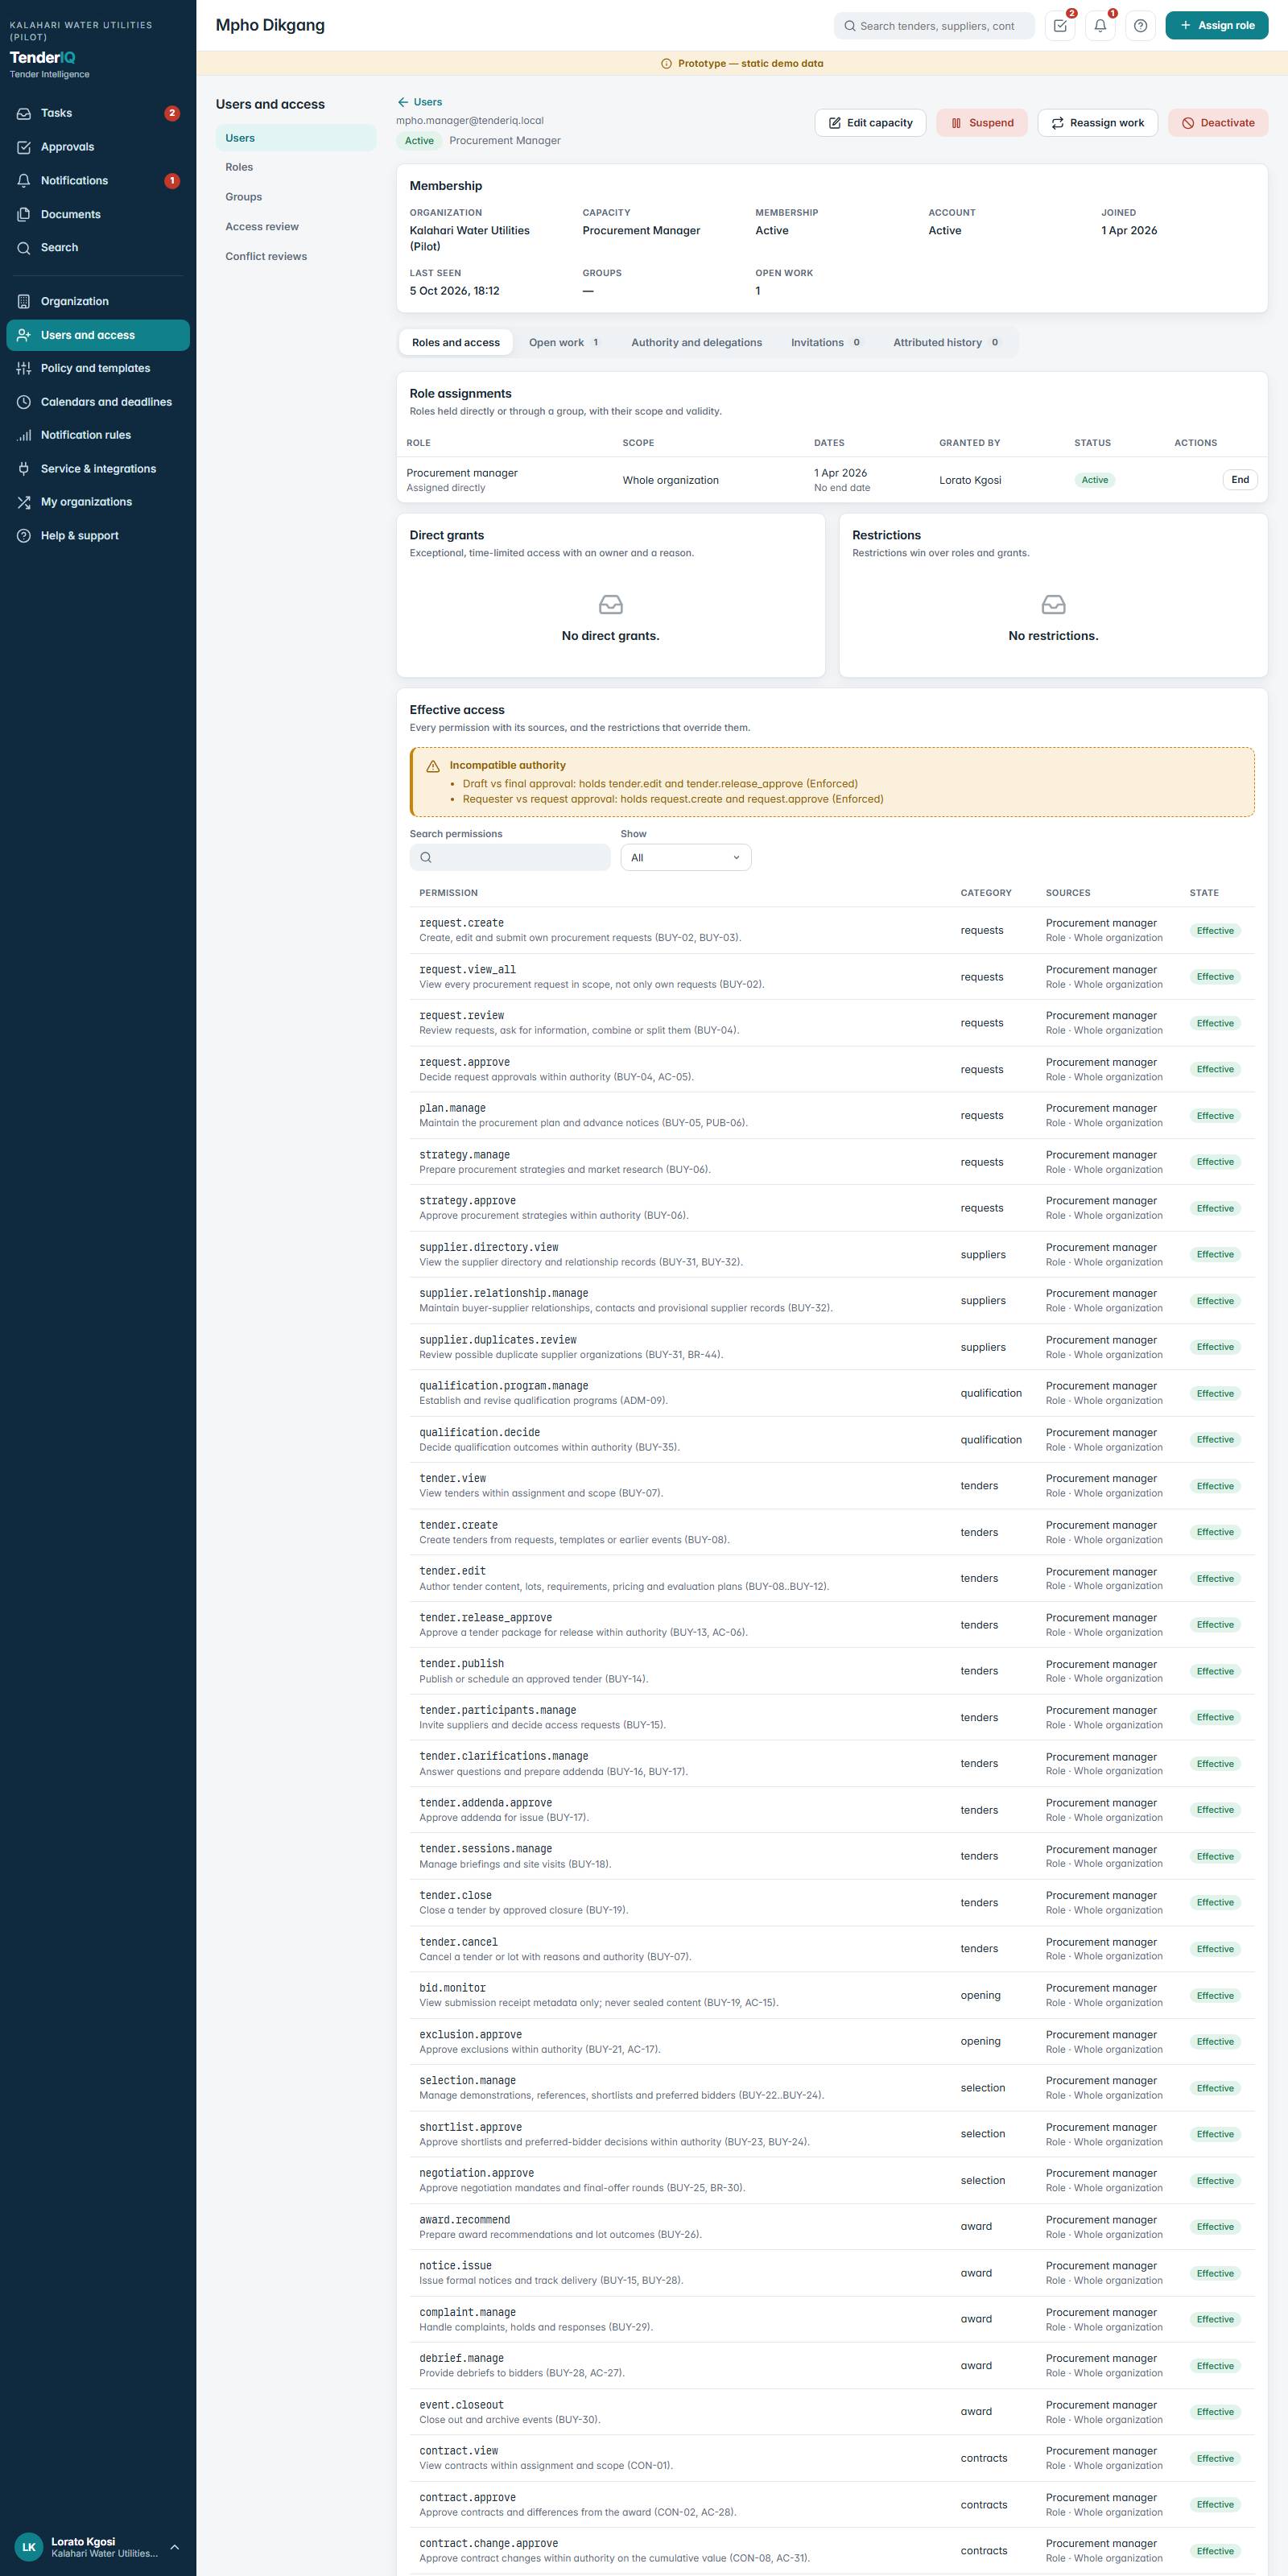 KALAHARI WATER UTILITIES
(PILOT)
TenderIQ
Tender Intelligence
Tasks 2
Approvals
Notifications 1
Documents
Search
Organization
Users and access
Policy and templates
Calendars and deadlines
Notification rules
Service & integrations
My organizations
Help & support
LK
Lorato Kgosi
Kalahari Water Utilities...
Mpho Dikgang
Search tenders, suppliers, cont
2
1
Assign role
Prototype — static demo data
Users and access
Users
Roles
Groups
Access review
Conflict reviews
Users
mpho.manager@tenderiq.local
Active Procurement Manager
Edit capacity Suspend Reassign work Deactivate
Membership
ORGANIZATION CAPACITY MEMBERSHIP ACCOUNT JOINED
Kalahari Water Utilities Procurement Manager Active Active 1 Apr 2026
(Pilot)
LAST SEEN GROUPS OPEN WORK
5 Oct 2026, 18:12 — 1
Roles and access Open work 1 Authority and delegations Invitations 0 Attributed history 0
Role assignments
Roles held directly or through a group, with their scope and validity.
ROLE SCOPE DATES GRANTED BY STATUS ACTIONS
Procurement manager Whole organization 1 Apr 2026 Lorato Kgosi Active End
Assigned directly No end date
Direct grants
Exceptional, time-limited access with an owner and a reason.
No direct grants.
Restrictions
Restrictions win over roles and grants.
No restrictions.
Effective access
Every permission with its sources, and the restrictions that override them.
Incompatible authority
• Draft vs final approval: holds tender.edit and tender.release_approve (Enforced)
• Requester vs request approval: holds request.create and request.approve (Enforced)
Search permissions Show
All
PERMISSION CATEGORY SOURCES STATE
request.create requests Procurement manager Effective
Create, edit and submit own procurement requests (BUY-02, BUY-03). Role · Whole organization
request.view_all requests Procurement manager Effective
View every procurement request in scope, not only own requests (BUY-02). Role · Whole organization
request.review requests Procurement manager Effective
Review requests, ask for information, combine or split them (BUY-04). Role · Whole organization
request.approve requests Procurement manager Effective
Decide request approvals within authority (BUY-04, AC-05). Role · Whole organization
plan.manage requests Procurement manager Effective
Maintain the procurement plan and advance notices (BUY-05, PUB-06). Role · Whole organization
strategy.manage requests Procurement manager Effective
Prepare procurement strategies and market research (BUY-06). Role · Whole organization
strategy.approve requests Procurement manager Effective
Approve procurement strategies within authority (BUY-06). Role · Whole organization
supplier.directory.view suppliers Procurement manager Effective
View the supplier directory and relationship records (BUY-31, BUY-32). Role · Whole organization
supplier.relationship.manage suppliers Procurement manager Effective
Maintain buyer-supplier relationships, contacts and provisional supplier records (BUY-32). Role · Whole organization
supplier.duplicates.review suppliers Procurement manager Effective
Review possible duplicate supplier organizations (BUY-31, BR-44). Role · Whole organization
qualification.program.manage qualification Procurement manager Effective
Establish and revise qualification programs (ADM-09). Role · Whole organization
qualification.decide qualification Procurement manager Effective
Decide qualification outcomes within authority (BUY-35). Role · Whole organization
tender.view tenders Procurement manager Effective
View tenders within assignment and scope (BUY-07). Role · Whole organization
tender.create tenders Procurement manager Effective
Create tenders from requests, templates or earlier events (BUY-08). Role · Whole organization
tender.edit tenders Procurement manager Effective
Author tender content, lots, requirements, pricing and evaluation plans (BUY-08..BUY-12). Role · Whole organization
tender.release_approve tenders Procurement manager Effective
Approve a tender package for release within authority (BUY-13, AC-06). Role · Whole organization
tender.publish tenders Procurement manager Effective
Publish or schedule an approved tender (BUY-14). Role · Whole organization
tender.participants.manage tenders Procurement manager Effective
Invite suppliers and decide access requests (BUY-15). Role · Whole organization
tender.clarifications.manage tenders Procurement manager Effective
Answer questions and prepare addenda (BUY-16, BUY-17). Role · Whole organization
tender.addenda.approve tenders Procurement manager Effective
Approve addenda for issue (BUY-17). Role · Whole organization
tender.sessions.manage tenders Procurement manager Effective
Manage briefings and site visits (BUY-18). Role · Whole organization
tender.close tenders Procurement manager Effective
Close a tender by approved closure (BUY-19). Role · Whole organization
tender.cancel tenders Procurement manager Effective
Cancel a tender or lot with reasons and authority (BUY-07). Role · Whole organization
bid.monitor opening Procurement manager Effective
View submission receipt metadata only; never sealed content (BUY-19, AC-15). Role · Whole organization
exclusion.approve opening Procurement manager Effective
Approve exclusions within authority (BUY-21, AC-17). Role · Whole organization
selection.manage selection Procurement manager Effective
Manage demonstrations, references, shortlists and preferred bidders (BUY-22..BUY-24). Role · Whole organization
shortlist.approve selection Procurement manager Effective
Approve shortlists and preferred-bidder decisions within authority (BUY-23, BUY-24). Role · Whole organization
negotiation.approve selection Procurement manager Effective
Approve negotiation mandates and final-offer rounds (BUY-25, BR-30). Role · Whole organization
award.recommend award Procurement manager Effective
Prepare award recommendations and lot outcomes (BUY-26). Role · Whole organization
notice.issue award Procurement manager Effective
Issue formal notices and track delivery (BUY-15, BUY-28). Role · Whole organization
complaint.manage award Procurement manager Effective
Handle complaints, holds and responses (BUY-29). Role · Whole organization
debrief.manage award Procurement manager Effective
Provide debriefs to bidders (BUY-28, AC-27). Role · Whole organization
event.closeout award Procurement manager Effective
Close out and archive events (BUY-30). Role · Whole organization
contract.view contracts Procurement manager Effective
View contracts within assignment and scope (CON-01). Role · Whole organization
contract.approve contracts Procurement manager Effective
Approve contracts and differences from the award (CON-02, AC-28). Role · Whole organization
contract.change.approve contracts Procurement manager Effective
Approve contract changes within authority on the cumulative value (CON-08, AC-31). Role · Whole organization